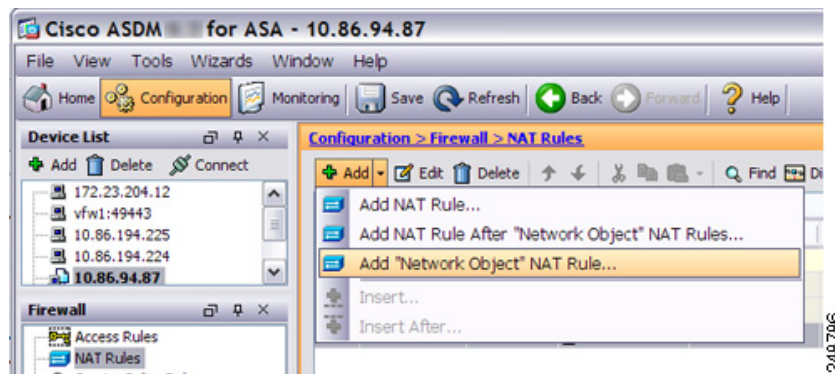 Cisco ASDM for ASA - 10.86.94.87
File View Tools Wizards Window Help
Home Configuration Monitoring Save Refresh Back Forward Help
Device List
Add Delete Connect
172.23.204.12
vfw1:49443
10.86.194.225
10.86.194.224
10.86.94.87
Firewall
Access Rules
NAT Rules
Configuration > Firewall > NAT Rules
Add Edit Delete Find Di
Add NAT Rule...
Add NAT Rule After "Network Object" NAT Rules...
Add "Network Object" NAT Rule...
Insert...
Insert After...